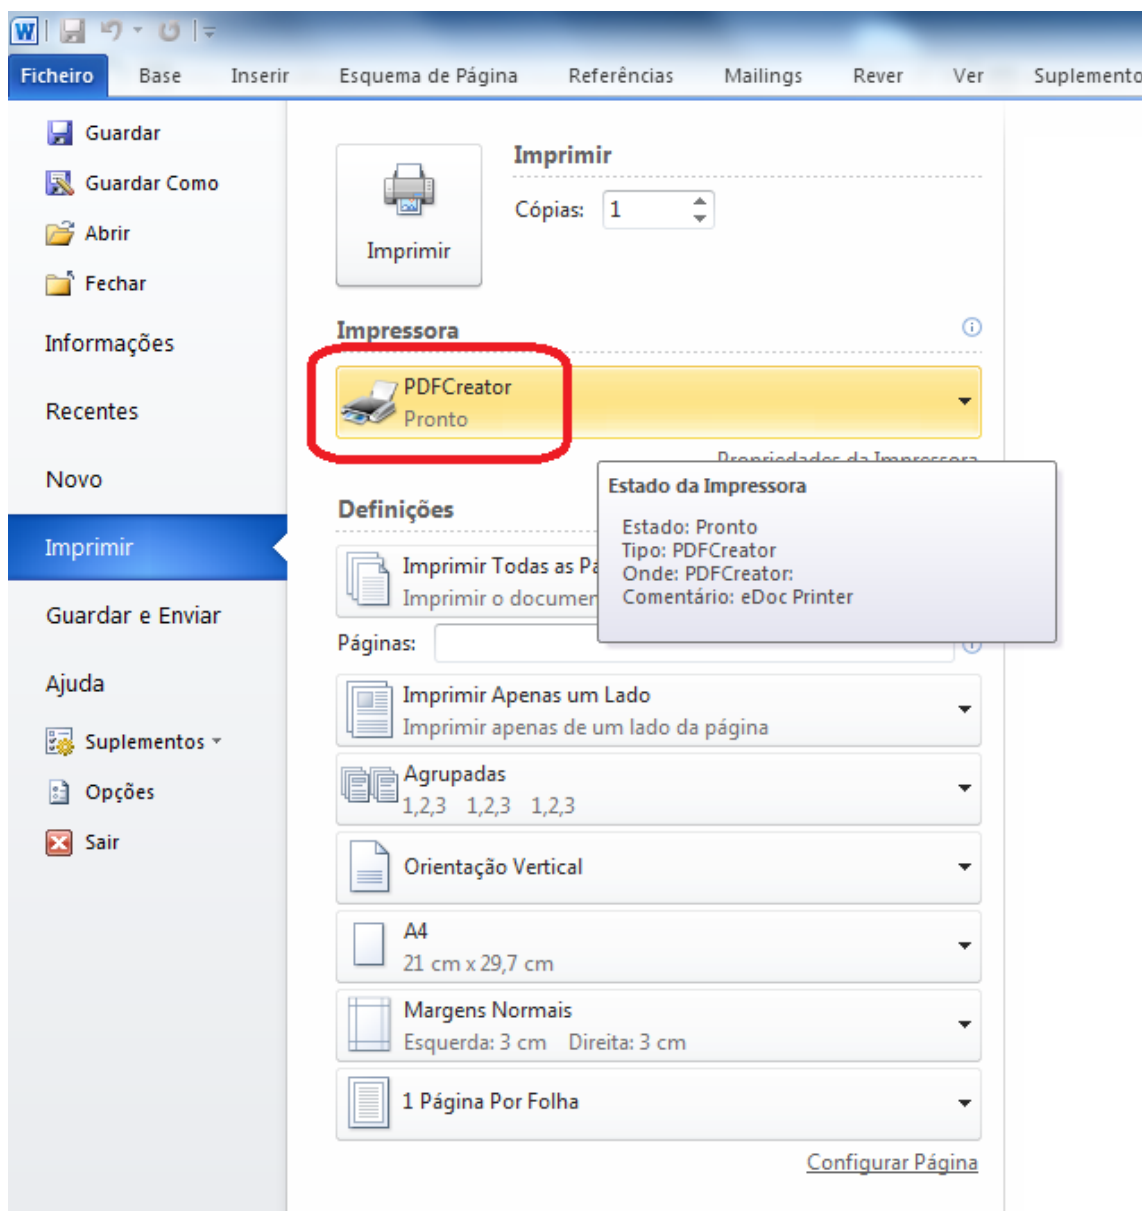 Ficheiro Base Inserir Esquema de Página Referências Mailings Rever Ver Suplemento
Guardar
Guardar Como
Abrir
Fechar
Informações
Recentes
Novo
Imprimir
Guardar e Enviar
Ajuda
Suplementos
Opções
Sair
Imprimir
Imprimir
Cópias: 1
Impressora
PDFCreator
Pronto
Propriedades da Impressora
Estado da Impressora
Estado: Pronto
Tipo: PDFCreator
Onde: PDFCreator:
Comentário: eDoc Printer
Definições
Imprimir Todas as Pá
Imprimir o documen
Páginas:
Imprimir Apenas um Lado
Imprimir apenas de um lado da página
Agrupadas
1,2,3 1,2,3 1,2,3
Orientação Vertical
A4
21 cm x 29,7 cm
Margens Normais
Esquerda: 3 cm Direita: 3 cm
1 Página Por Folha
Configurar Página